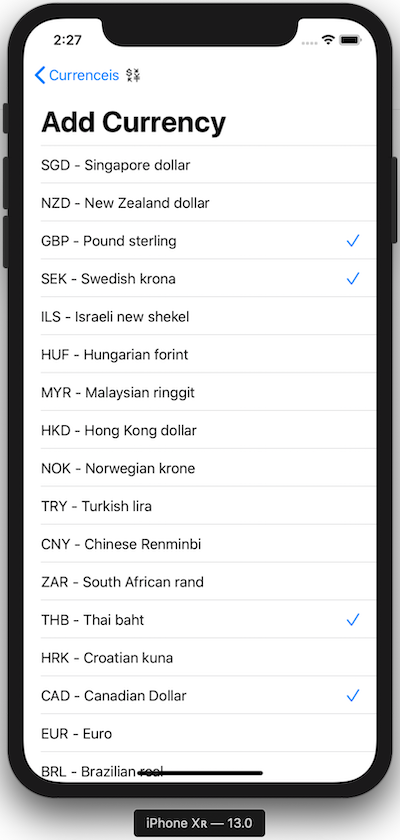 2:27
Currenceis 💱
Add Currency
SGD - Singapore dollar
NZD - New Zealand dollar
GBP - Pound sterling
SEK - Swedish krona
ILS - Israeli new shekel
HUF - Hungarian forint
MYR - Malaysian ringgit
HKD - Hong Kong dollar
NOK - Norwegian krone
TRY - Turkish lira
CNY - Chinese Renminbi
ZAR - South African rand
THB - Thai baht
HRK - Croatian kuna
CAD - Canadian Dollar
EUR - Euro
BRL - Brazilian real
iPhone Xʀ — 13.0